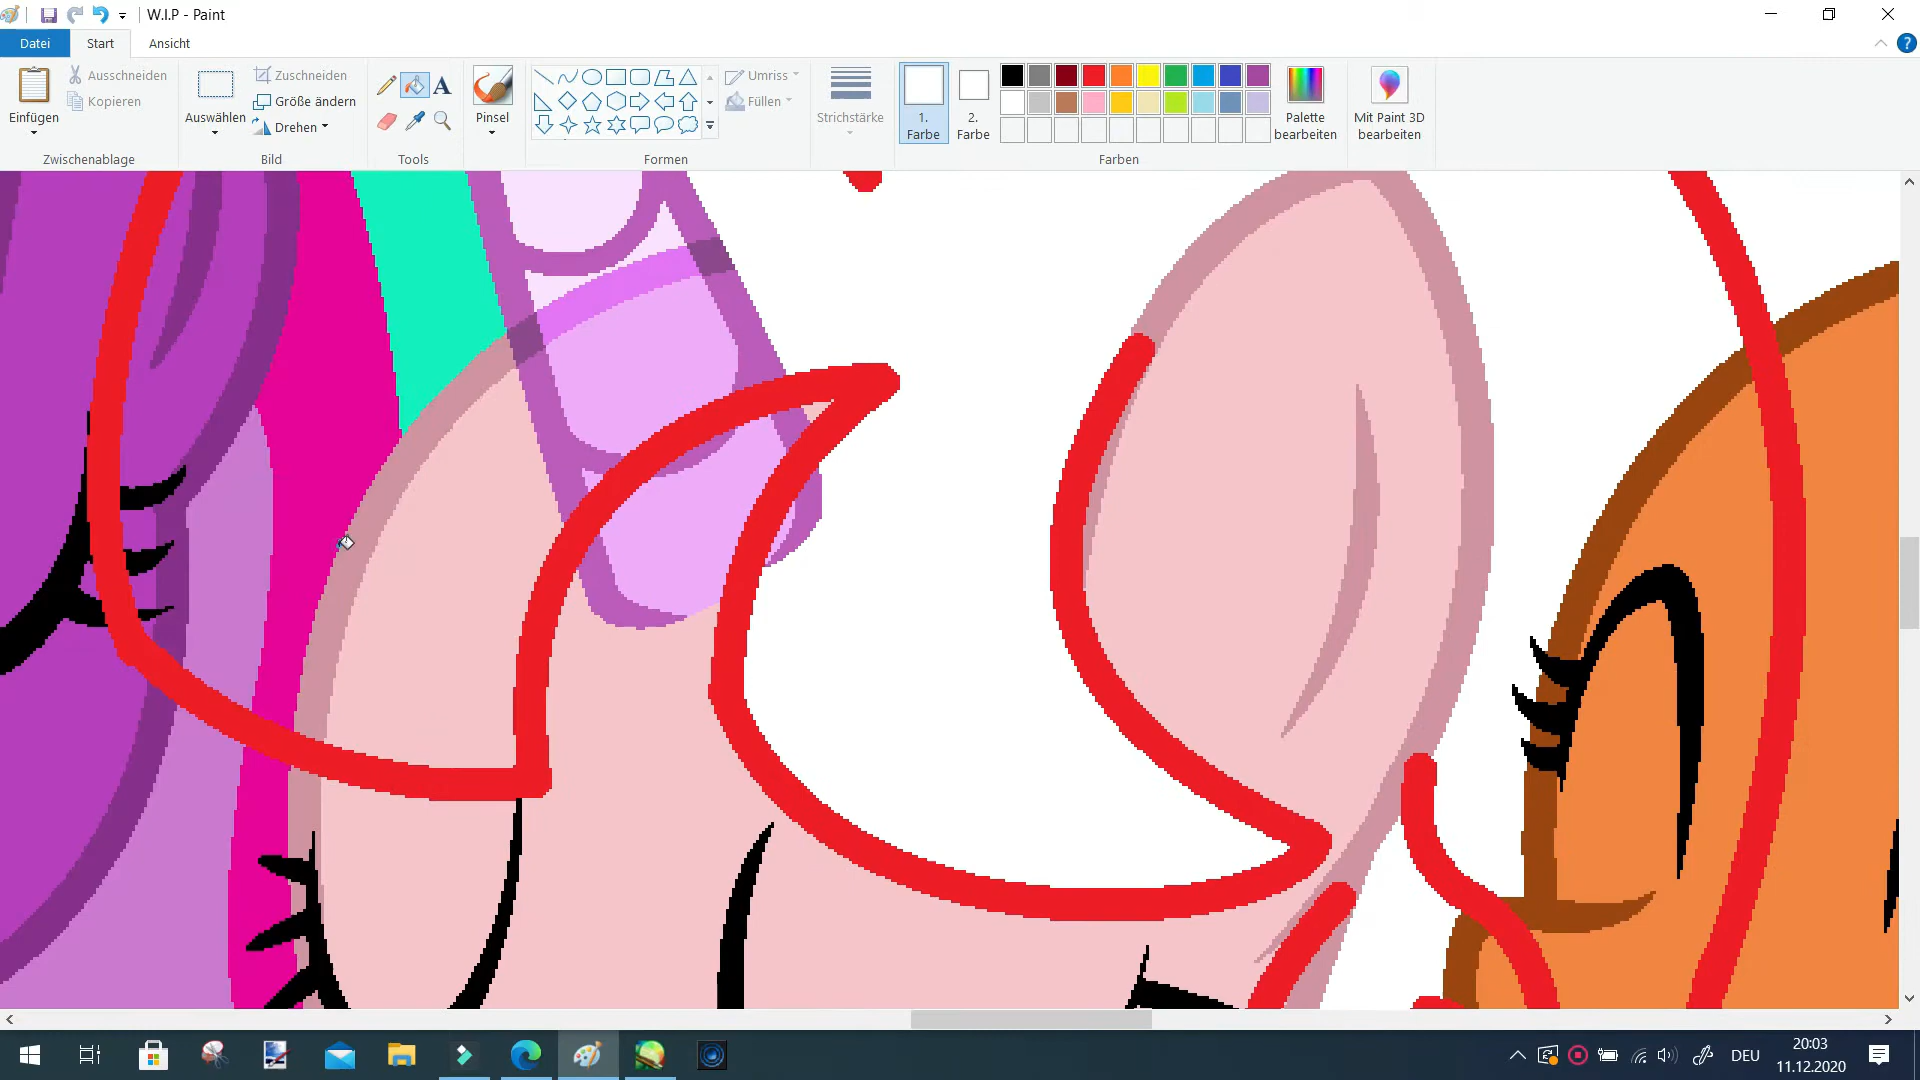 W.I.P - Paint
Datei Start Ansicht
Einfügen
Ausschneiden
Kopieren
Zwischenablage
Auswählen
Zuschneiden
Größe ändern
Drehen
Bild
A
Tools
Pinsel
Umriss
Füllen
Formen
Strichstärke
1. Farbe
2. Farbe
Palette bearbeiten
Farben
Mit Paint 3D bearbeiten
DEU
20:03
11.12.2020